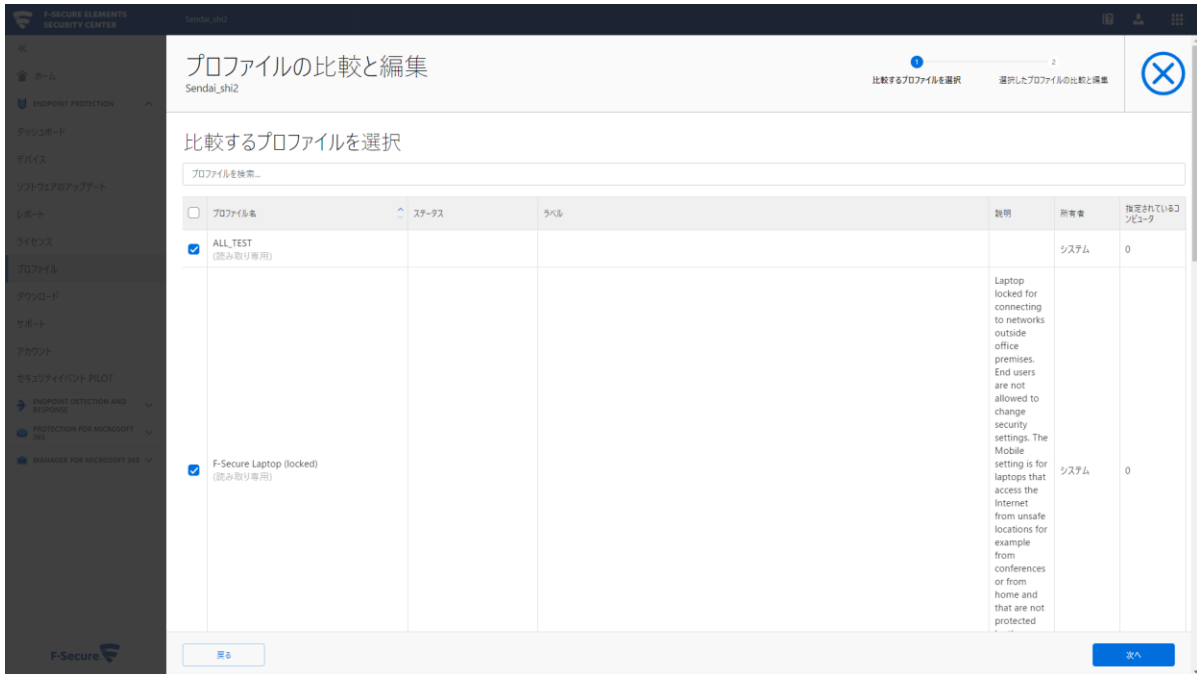 F-SECURE ELEMENTS
SECURITY CENTER
Sendai_shi2
ホーム
ENDPOINT PROTECTION
ダッシュボード
デバイス
ソフトウェアのアップデート
レポート
ライセンス
プロファイル
ダウンロード
サポート
アカウント
セキュリティイベント PILOT
ENDPOINT DETECTION AND
RESPONSE
PROTECTION FOR MICROSOFT
365
MANAGER FOR MICROSOFT 365
F-Secure.
プロファイルの比較と編集
Sendai_shi2
1
比較するプロファイルを選択
2
選択したプロファイルの比較と編集
比較するプロファイルを選択
プロファイルを検索...
プロファイル名
ステータス
ラベル
説明
所有者
指定されているコ
ンピュータ
ALL_TEST
(読み取り専用)
システム
0
F-Secure Laptop (locked)
(読み取り専用)
Laptop
locked for
connecting
to networks
outside
office
premises.
End users
are not
allowed to
change
security
settings. The
Mobile
setting is for
laptops that
access the
Internet
from unsafe
locations for
example
from
conferences
or from
home and
that are not
protected
システム
0
戻る
次へ